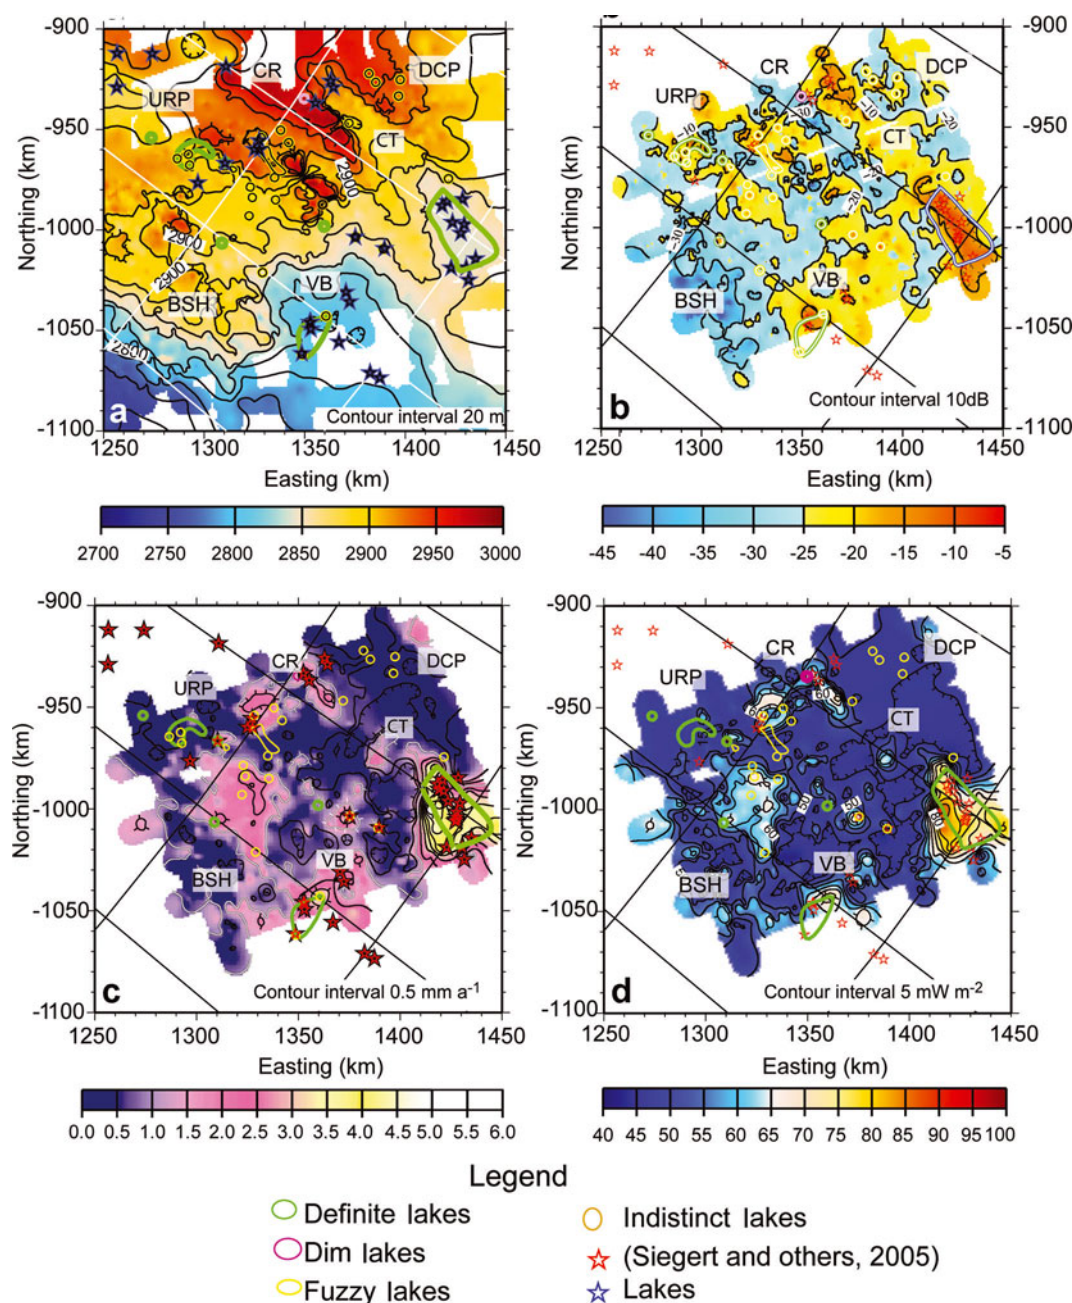 -900
-950
-1000
-1050
-1100
Northing (km)
CR
DCP
URP
CT
2900
2900
2900
VB
BSH
2800
a
Contour interval 20 m
1250 1300 1350 1400 1450
Easting (km)
2700 2750 2800 2850 2900 2950 3000
-900
-950
-1000
-1050
-1100
Northing (km)
CR
DCP
URP
-30
-10
-10
CT
-20
-20
-30
VB
BSH
b
Contour interval 10dB
1250 1300 1350 1400 1450
Easting (km)
-45 -40 -35 -30 -25 -20 -15 -10 -5
-900
-950
-1000
-1050
-1100
Northing (km)
CR
DCP
URP
CT
VB
BSH
c
Contour interval 0.5 mm a-1
1250 1300 1350 1400 1450
Easting (km)
0.0 0.5 1.0 1.5 2.0 2.5 3.0 3.5 4.0 4.5 5.0 5.5 6.0
-900
-950
-1000
-1050
-1100
Northing (km)
CR
DCP
URP
60
CT
50
50
60
80
VB
BSH
d
Contour interval 5 mW m-2
1250 1300 1350 1400 1450
Easting (km)
40 45 50 55 60 65 70 75 80 85 90 95 100
Legend
Definite lakes
Dim lakes
Fuzzy lakes
Indistinct lakes
(Siegert and others, 2005)
Lakes